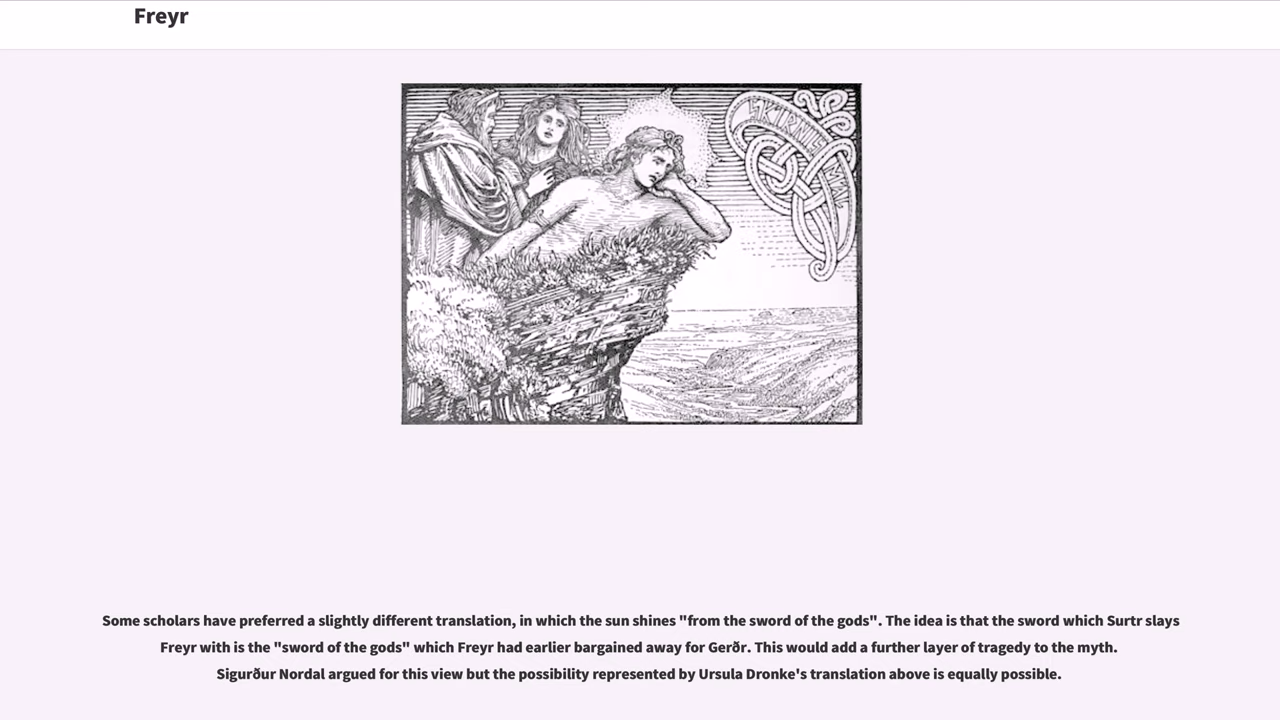 Freyr
SKIRNIS MAL
Some scholars have preferred a slightly different translation, in which the sun shines "from the sword of the gods". The idea is that the sword which Surtr slays
Freyr with is the "sword of the gods" which Freyr had earlier bargained away for Gerðr. This would add a further layer of tragedy to the myth.
Sigurður Nordal argued for this view but the possibility represented by Ursula Dronke's translation above is equally possible.